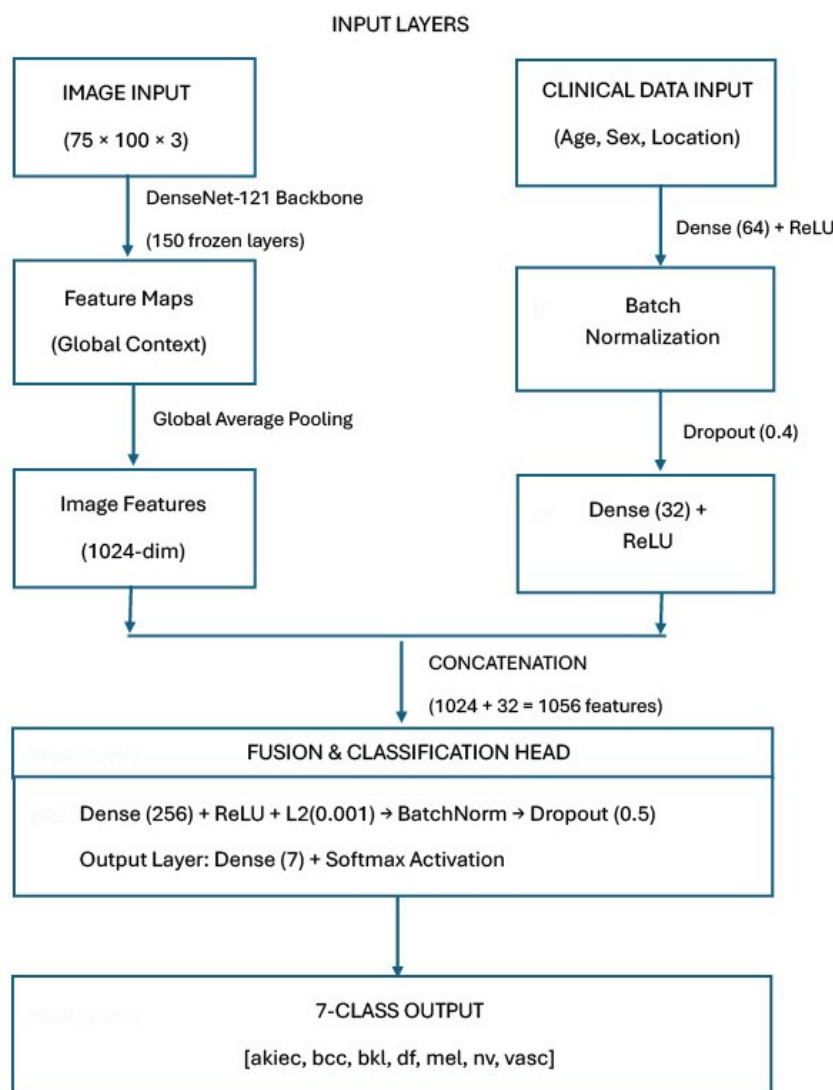 INPUT LAYERS
IMAGE INPUT
(75 × 100 × 3)
DenseNet-121 Backbone
(150 frozen layers)
Feature Maps
(Global Context)
Global Average Pooling
Image Features
(1024-dim)
CLINICAL DATA INPUT
(Age, Sex, Location)
Dense (64) + ReLU
Batch
Normalization
Dropout (0.4)
Dense (32) +
ReLU
CONCATENATION
(1024 + 32 = 1056 features)
FUSION & CLASSIFICATION HEAD
Dense (256) + ReLU + L2(0.001) → BatchNorm → Dropout (0.5)
Output Layer: Dense (7) + Softmax Activation
7-CLASS OUTPUT
[akiec, bcc, bkl, df, mel, nv, vasc]